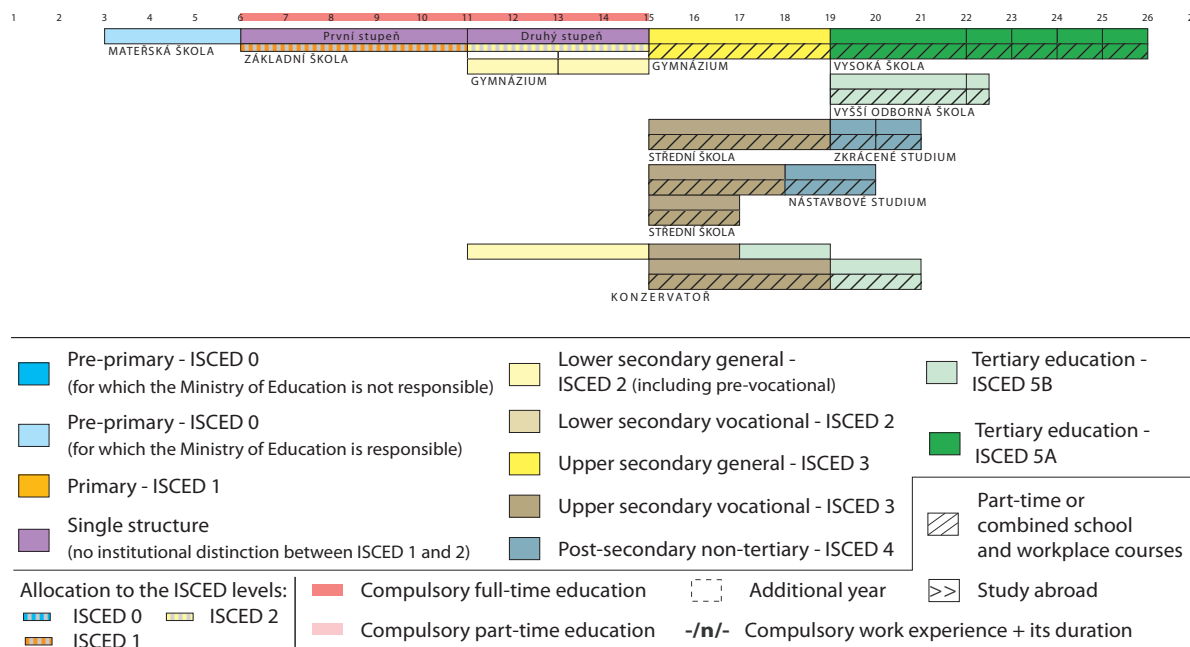 1 2 3 4 5 6 7 8 9 10 11 12 13 14 15 16 17 18 19 20 21 22 23 24 25 26
První stupeň Druhý stupeň
MATEŘSKÁ ŠKOLA ZÁKLADNÍ ŠKOLA GYMNÁZIUM VYSOKÁ ŠKOLA
GYMNÁZIUM
VYŠŠÍ ODBORNÁ ŠKOLA
STŘEDNÍ ŠKOLA ZKRÁCENÉ STUDIUM
NÁSTAVBOVÉ STUDIUM
STŘEDNÍ ŠKOLA
KONZERVATOŘ
Pre-primary - ISCED 0
(for which the Ministry of Education is not responsible)
Pre-primary - ISCED 0
(for which the Ministry of Education is responsible)
Primary - ISCED 1
Single structure
(no institutional distinction between ISCED 1 and 2)
Lower secondary general -
ISCED 2 (including pre-vocational)
Lower secondary vocational - ISCED 2
Upper secondary general - ISCED 3
Upper secondary vocational - ISCED 3
Post-secondary non-tertiary - ISCED 4
Tertiary education -
ISCED 5B
Tertiary education -
ISCED 5A
Part-time or
combined school
and workplace courses
Allocation to the ISCED levels:
ISCED 0 ISCED 2
ISCED 1
Compulsory full-time education
Compulsory part-time education
Additional year
-/n/- Compulsory work experience + its duration
>> Study abroad